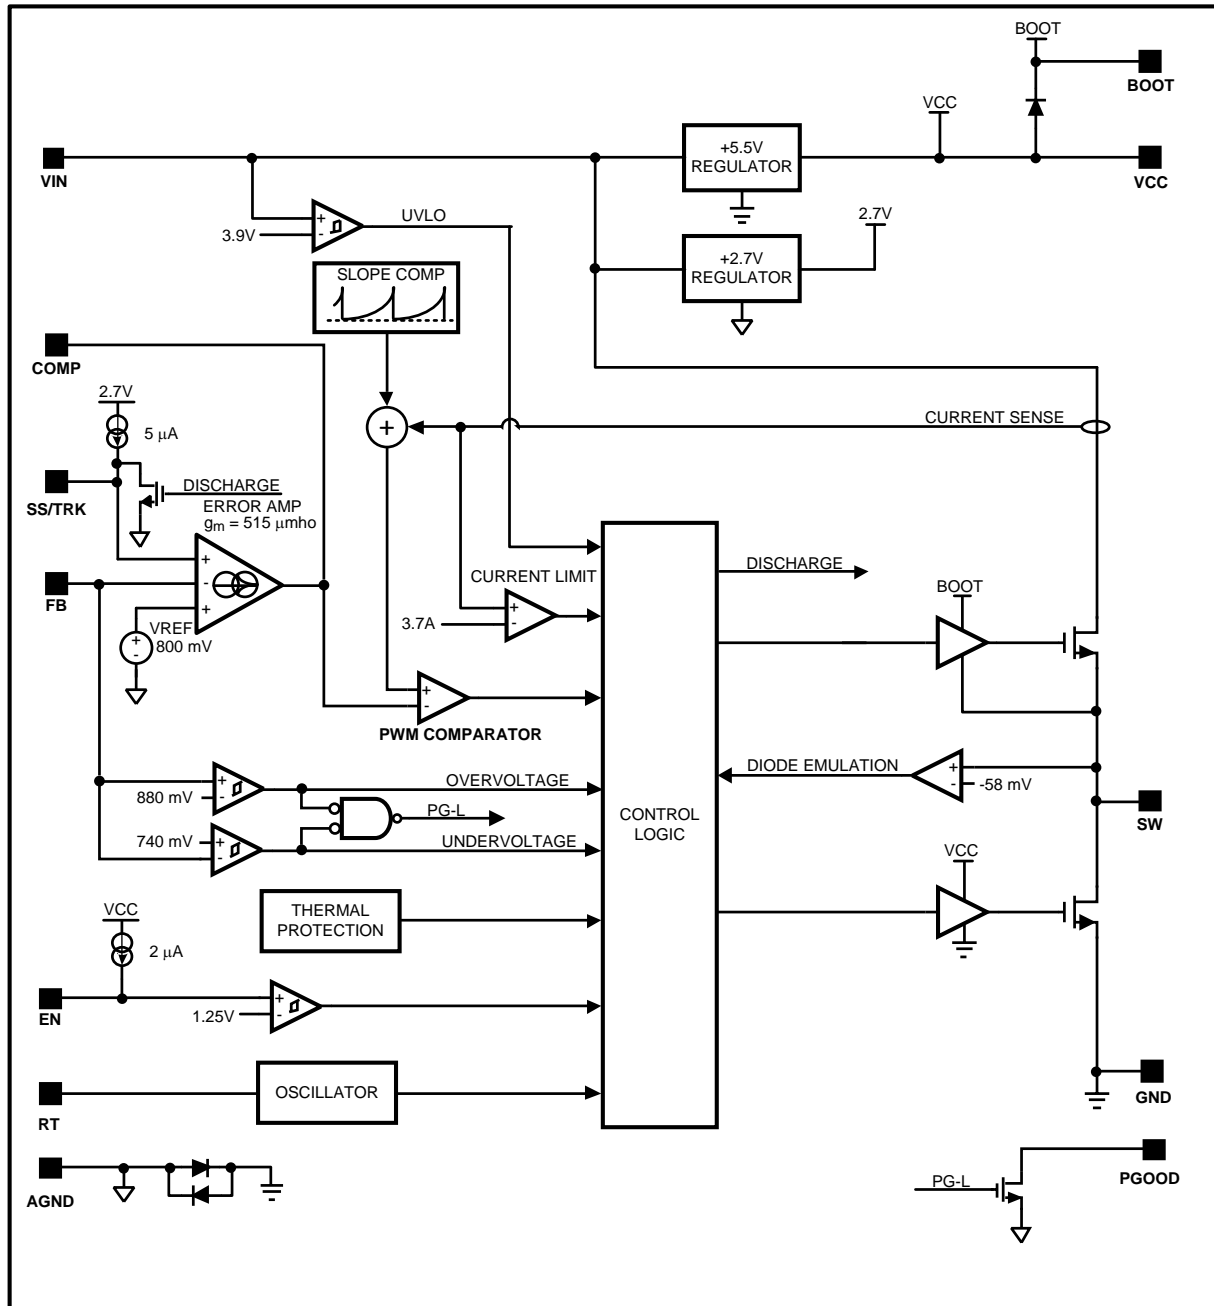 BOOT
BOOT
VCC
+5.5V
REGULATOR
VIN
VCC
UVLO
3.9V
2.7V
+2.7V
REGULATOR
SLOPE COMP
COMP
2.7V
5 μA
CURRENT SENSE
SS/TRK
DISCHARGE
ERROR AMP
gm = 515 μmho
FB
VREF
800 mV
CURRENT LIMIT
3.7A
DISCHARGE
BOOT
PWM COMPARATOR
DIODE EMULATION
-58 mV
SW
OVERVOLTAGE
880 mV
PG-L
740 mV
UNDERVOLTAGE
CONTROL
LOGIC
VCC
THERMAL
PROTECTION
VCC
2 μA
EN
1.25V
OSCILLATOR
RT
GND
AGND
PG-L
PGOOD